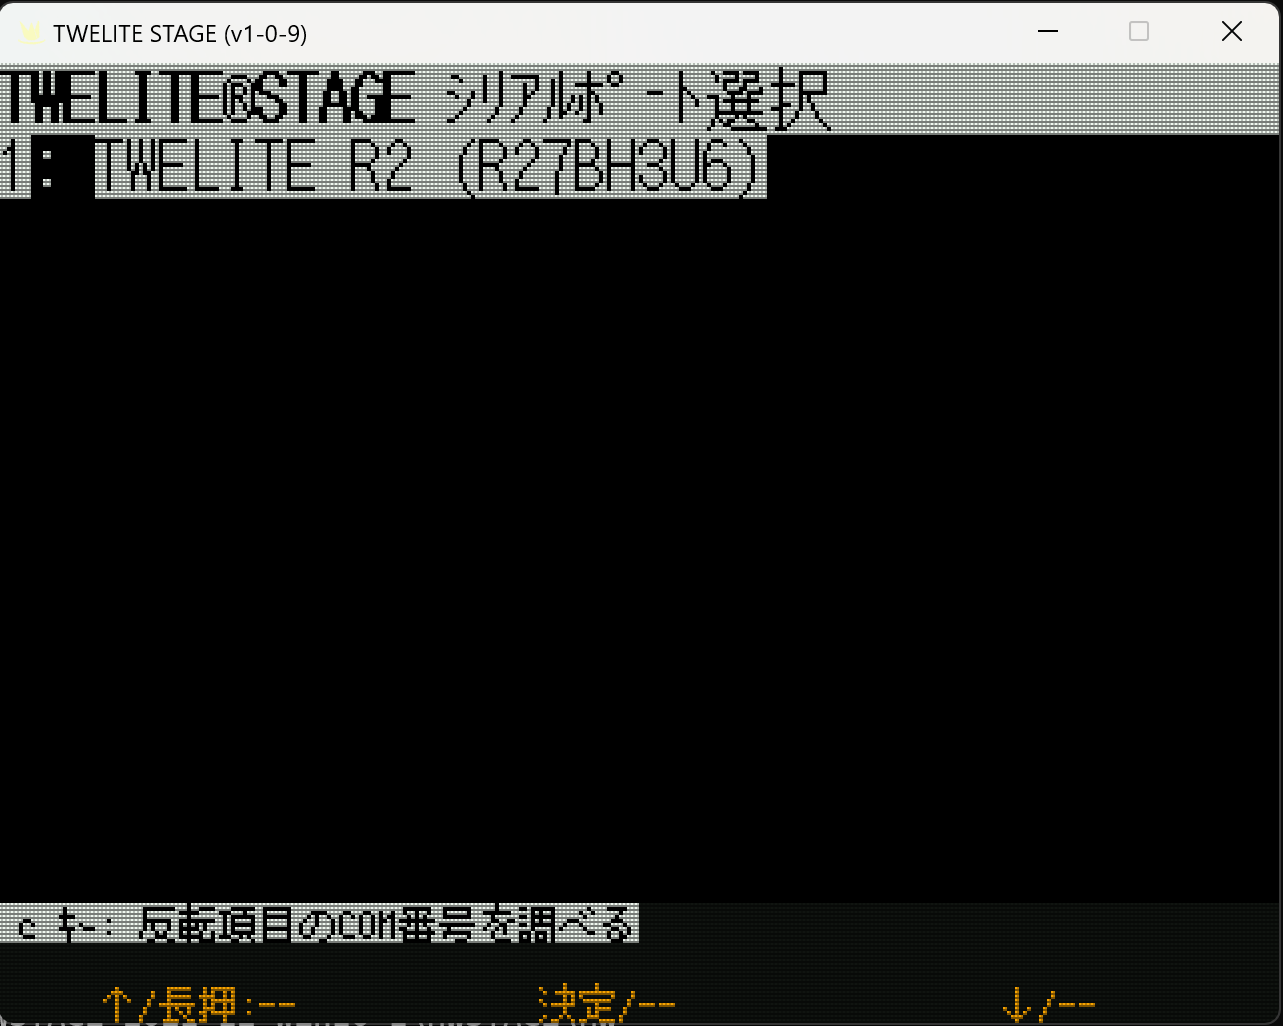 TWELITE STAGE (v1-0-9)
TWELITE®STAGE シリアルポート選択
1: TWELITE R2 (R27BH3U6)
c キー: 反転項目のCOM番号を調べる
↑/長押:-- 決定/-- ↓/--